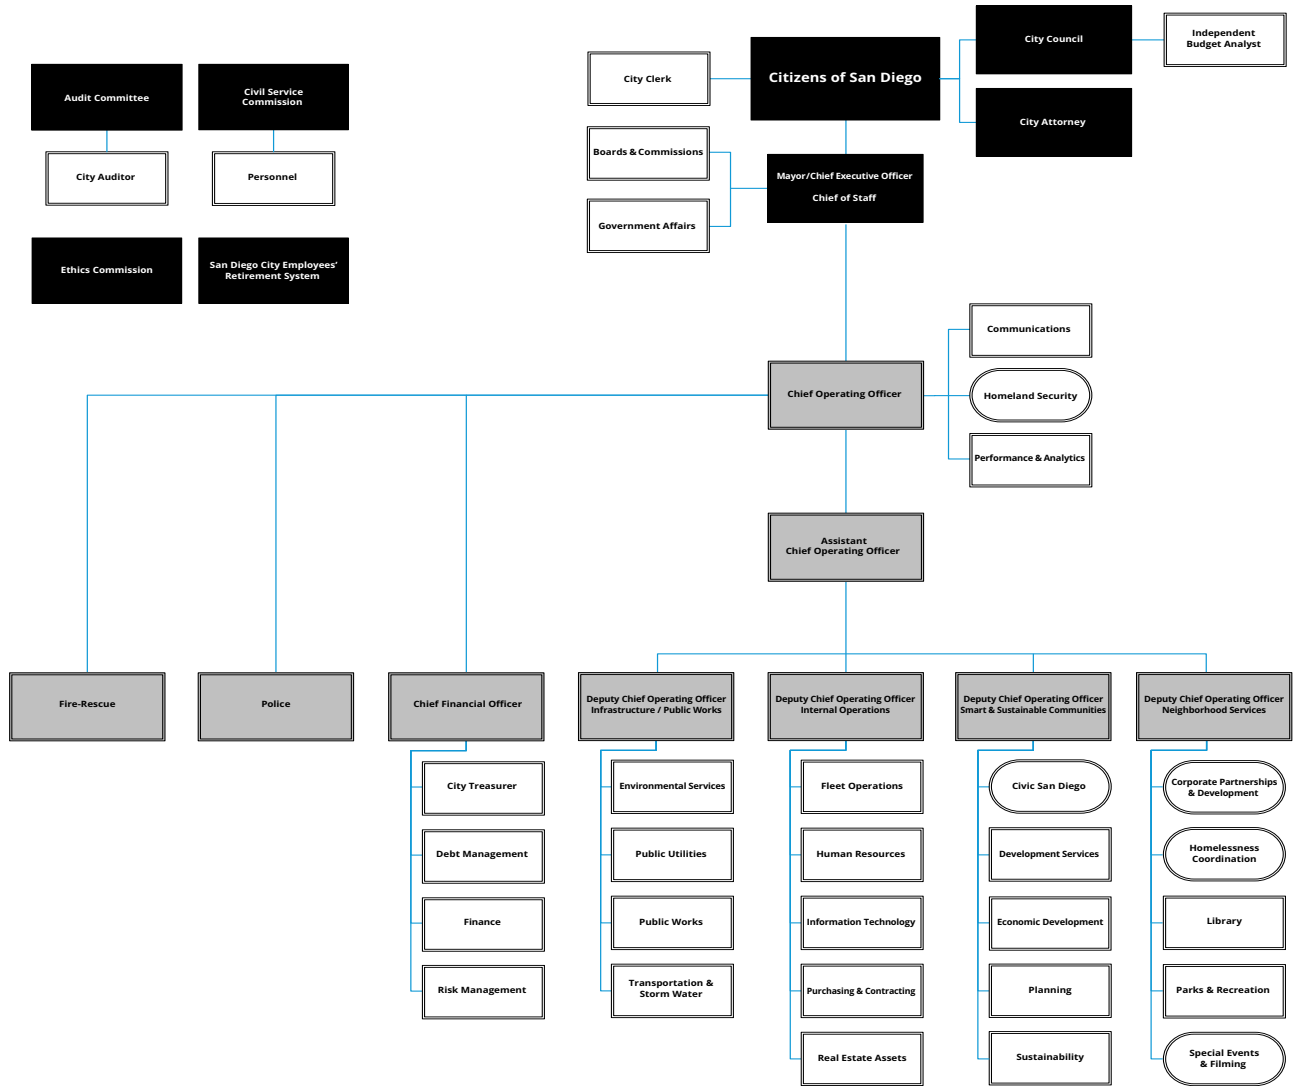 City Council
Independent
Budget Analyst
Citizens of San Diego
City Clerk
City Attorney
Audit Committee
Civil Service
Commission
Boards & Commissions
Mayor/Chief Executive Officer
Chief of Staff
City Auditor
Personnel
Government Affairs
Ethics Commission
San Diego City Employees’
Retirement System
Communications
Chief Operating Officer
Homeland Security
Performance & Analytics
Assistant
Chief Operating Officer
Fire-Rescue
Police
Chief Financial Officer
Deputy Chief Operating Officer
Infrastructure / Public Works
Deputy Chief Operating Officer
Internal Operations
Deputy Chief Operating Officer
Smart & Sustainable Communities
Deputy Chief Operating Officer
Neighborhood Services
City Treasurer
Debt Management
Finance
Risk Management
Environmental Services
Public Utilities
Public Works
Transportation &
Storm Water
Fleet Operations
Human Resources
Information Technology
Purchasing & Contracting
Real Estate Assets
Civic San Diego
Development Services
Economic Development
Planning
Sustainability
Corporate Partnerships
& Development
Homelessness
Coordination
Library
Parks & Recreation
Special Events
& Filming